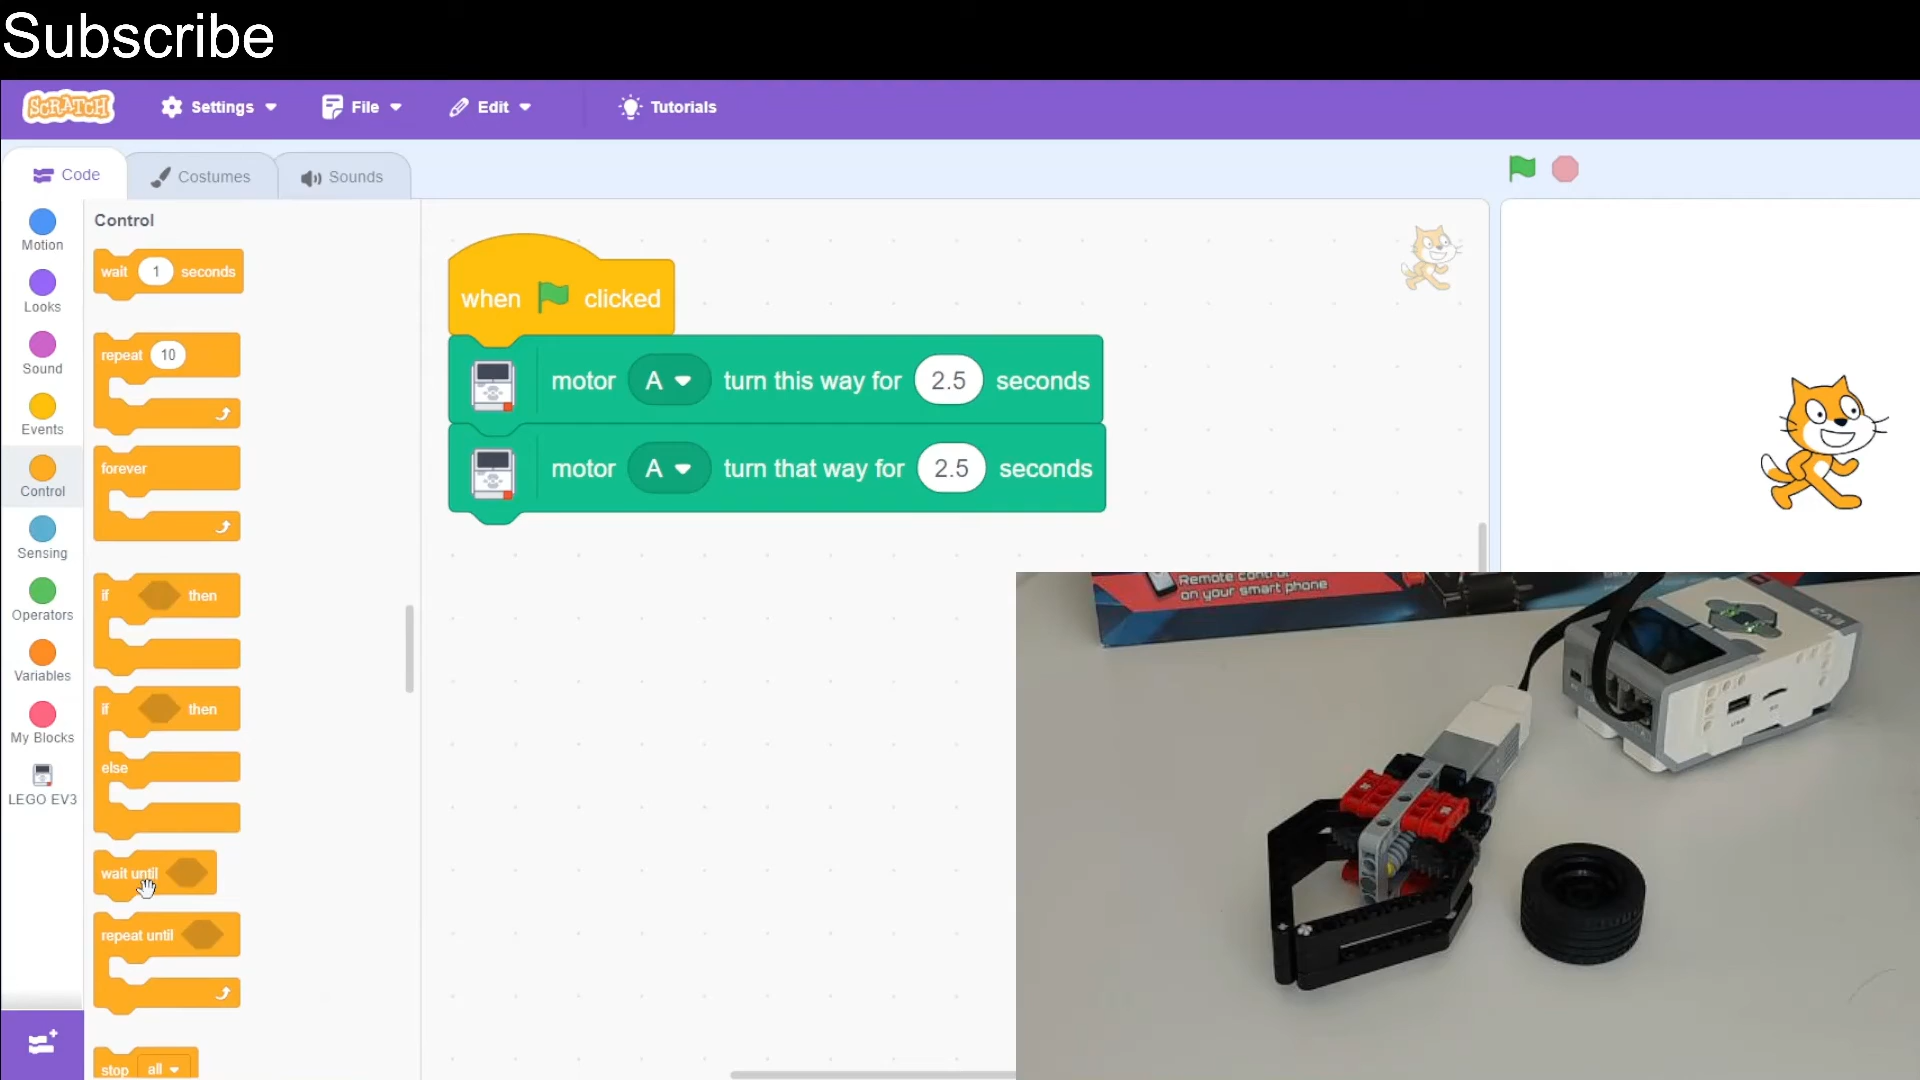 Subscribe
SCRATCH
Settings
File
Edit
Tutorials
Code
Costumes
Sounds
Motion
Looks
Sound
Events
Control
Sensing
Operators
Variables
My Blocks
LEGO EV3
Control
wait 1 seconds
repeat 10
forever
if then
if then
else
wait until
repeat until
stop all
when clicked
motor A turn this way for 2.5 seconds
motor A turn that way for 2.5 seconds
Remote control
on your smart phone
EV3